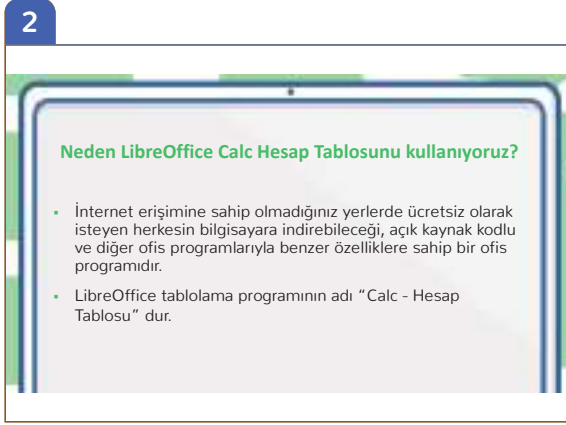 2
Neden LibreOffice Calc Hesap Tablosunu kullanıyoruz?
▪ İnternet erişimine sahip olmadığınız yerlerde ücretsiz olarak
isteyen herkesin bilgisayara indirebileceği, açık kaynak kodlu
ve diğer ofis programlarıyla benzer özelliklere sahip bir ofis
programıdır.
▪ LibreOffice tablolama programının adı “Calc - Hesap
Tablosu” dur.